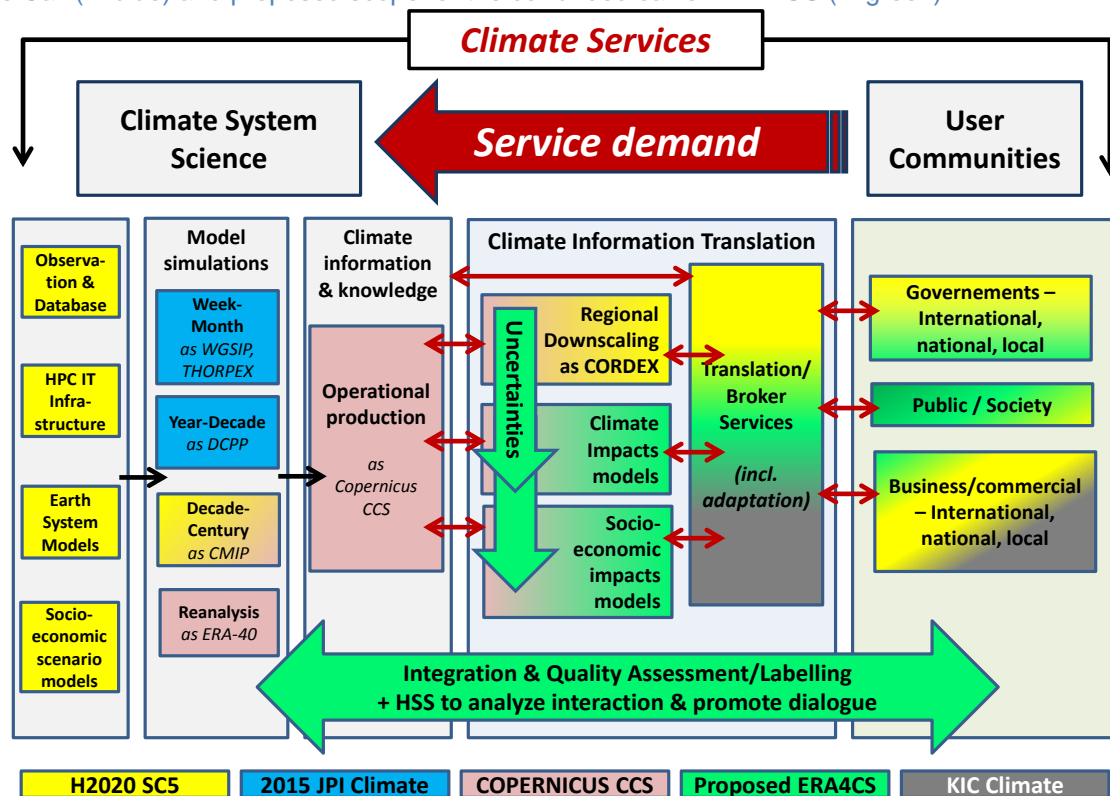 Climate Services
Climate System
Science
Service demand
User
Communities
Observa-
tion &
Database
HPC IT
Infra-
structure
Earth
System
Models
Socio-
economic
scenario
models
Model
simulations
Week-
Month
as WGSIP,
THORPEX
Year-Decade
as DCPP
Decade-
Century
as CMIP
Reanalysis
as ERA-40
Climate
information
& knowledge
Operational
production
as
Copernicus
CCS
Climate Information Translation
Uncertainties
Regional
Downscaling
as CORDEX
Climate
Impacts
models
Socio-
economic
impacts
models
Translation/
Broker
Services
(incl.
adaptation)
Governements –
International,
national, local
Public / Society
Business/commercial
– International,
national, local
Integration & Quality Assessment/Labelling
+ HSS to analyze interaction & promote dialogue
H2020 SC5
2015 JPI Climate
COPERNICUS CCS
Proposed ERA4CS
KIC Climate